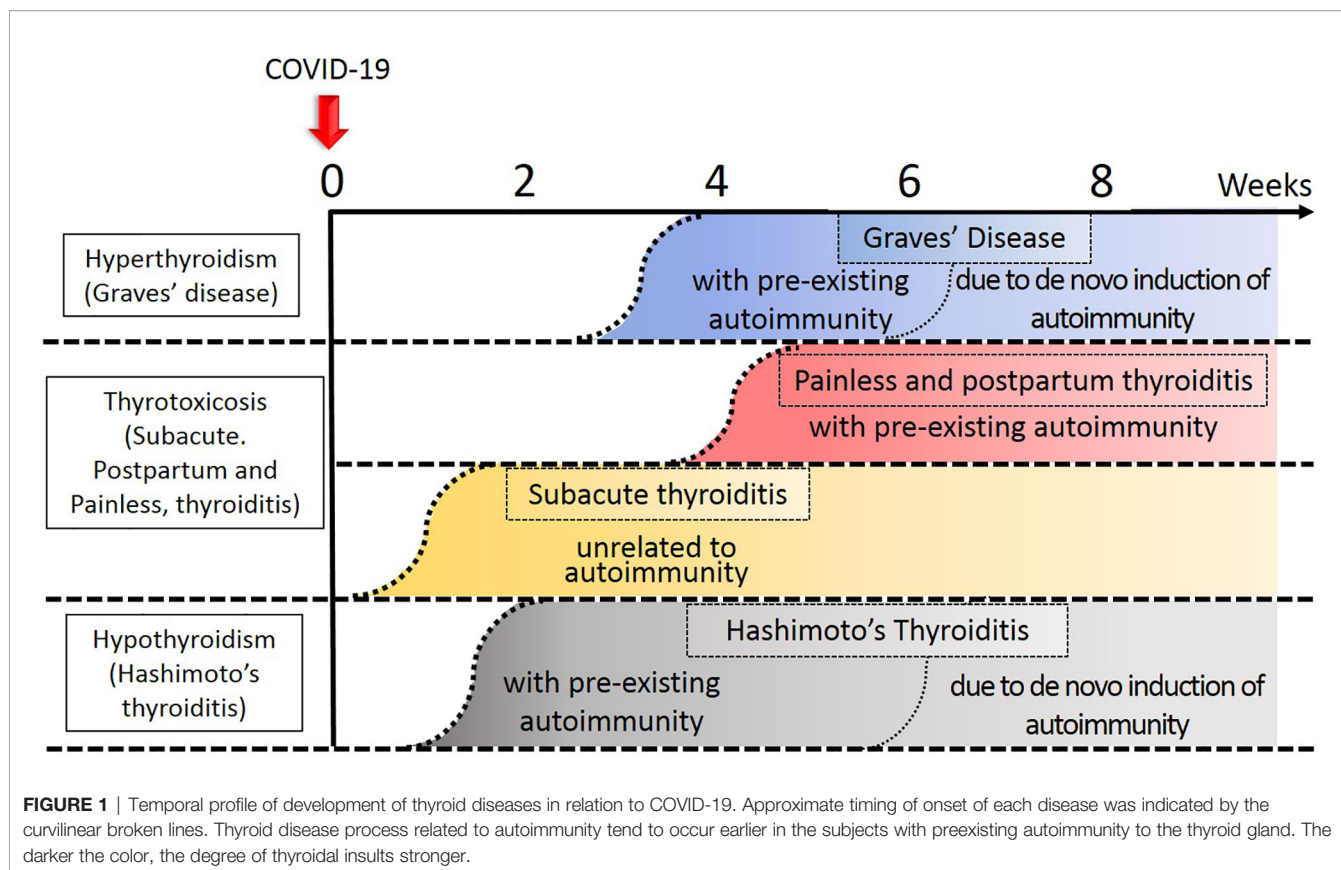 COVID-19
0 2 4 6 8 Weeks
Hyperthyroidism
(Graves’ disease)
Graves’ Disease
with pre-existing
autoimmunity
due to de novo induction of
autoimmunity
Thyrotoxicosis
(Subacute.
Postpartum and
Painless, thyroiditis)
Painless and postpartum thyroiditis
with pre-existing autoimmunity
Subacute thyroiditis
unrelated to
autoimmunity
Hypothyroidism
(Hashimoto’s
thyroiditis)
Hashimoto’s Thyroiditis
with pre-existing
autoimmunity
due to de novo induction of
autoimmunity
FIGURE 1 | Temporal profile of development of thyroid diseases in relation to COVID-19. Approximate timing of onset of each disease was indicated by the
curvilinear broken lines. Thyroid disease process related to autoimmunity tend to occur earlier in the subjects with preexisting autoimmunity to the thyroid gland. The
darker the color, the degree of thyroidal insults stronger.